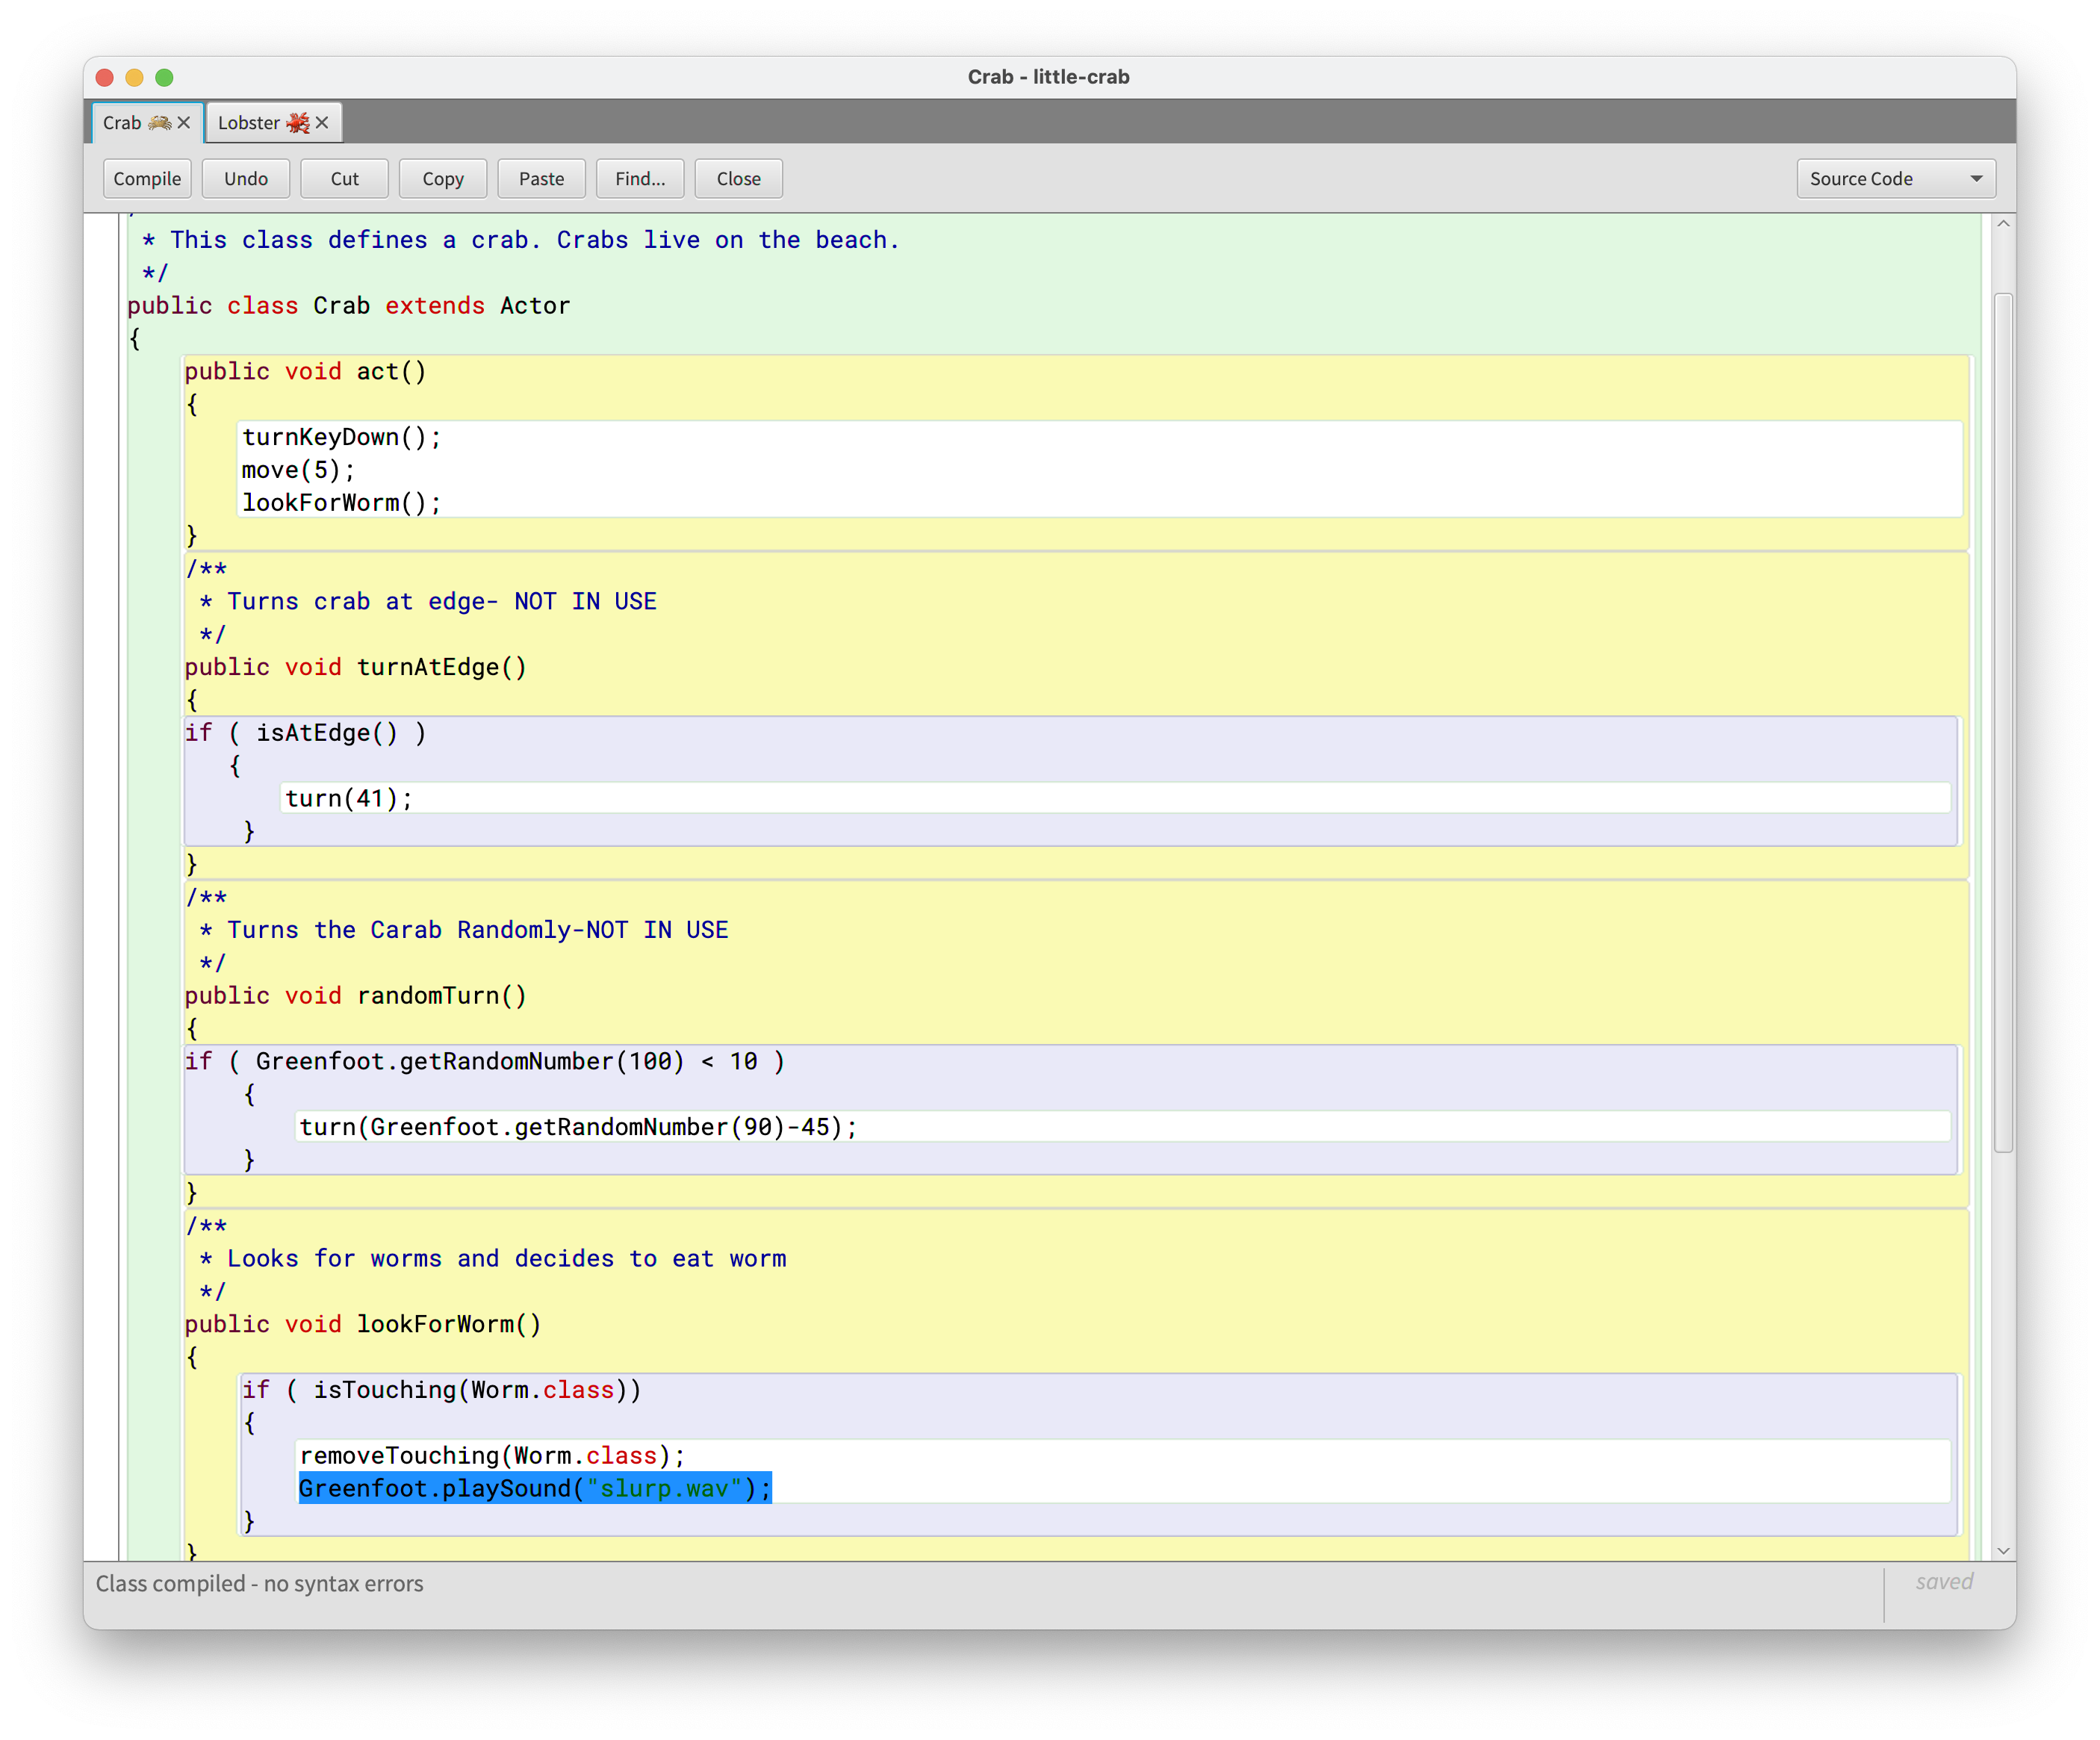 Crab - little-crab
Crab
Lobster
Compile Undo Cut Copy Paste Find... Close Source Code
* This class defines a crab. Crabs live on the beach.
*/
public class Crab extends Actor
{
public void act()
{
turnKeyDown();
move(5);
lookForWorm();
}
/**
* Turns crab at edge- NOT IN USE
*/
public void turnAtEdge()
{
if ( isAtEdge() )
{
turn(41);
}
}
/**
* Turns the Carab Randomly-NOT IN USE
*/
public void randomTurn()
{
if ( Greenfoot.getRandomNumber(100) < 10 )
{
turn(Greenfoot.getRandomNumber(90)-45);
}
}
/**
* Looks for worms and decides to eat worm
*/
public void lookForWorm()
{
if ( isTouching(Worm.class))
{
removeTouching(Worm.class);
Greenfoot.playSound("slurp.wav");
}
}
Class compiled - no syntax errors
saved